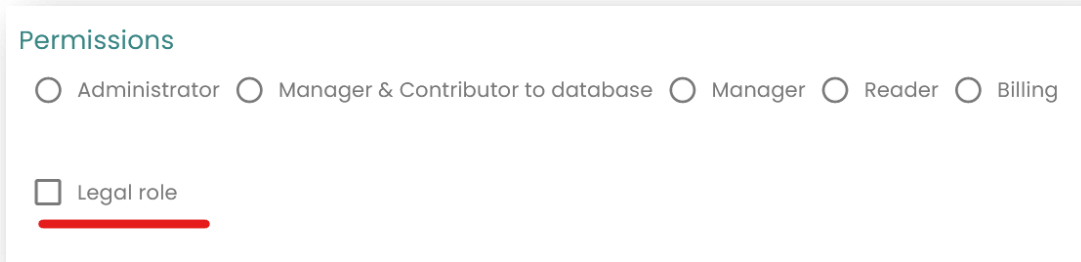 Permissions
Administrator Manager & Contributor to database Manager Reader Billing
Legal role